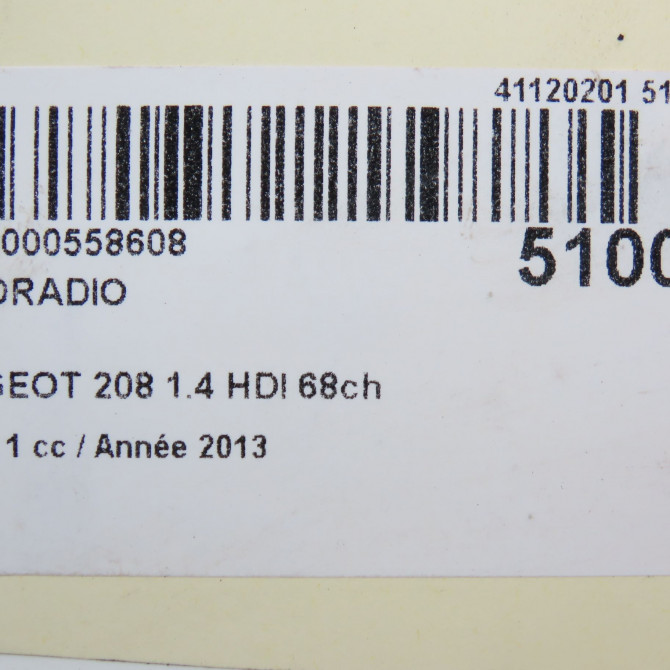 41120201 51
000558608
5100
ORADIO
GEOT 208 1.4 HDI 68ch
1 cc / Année 2013